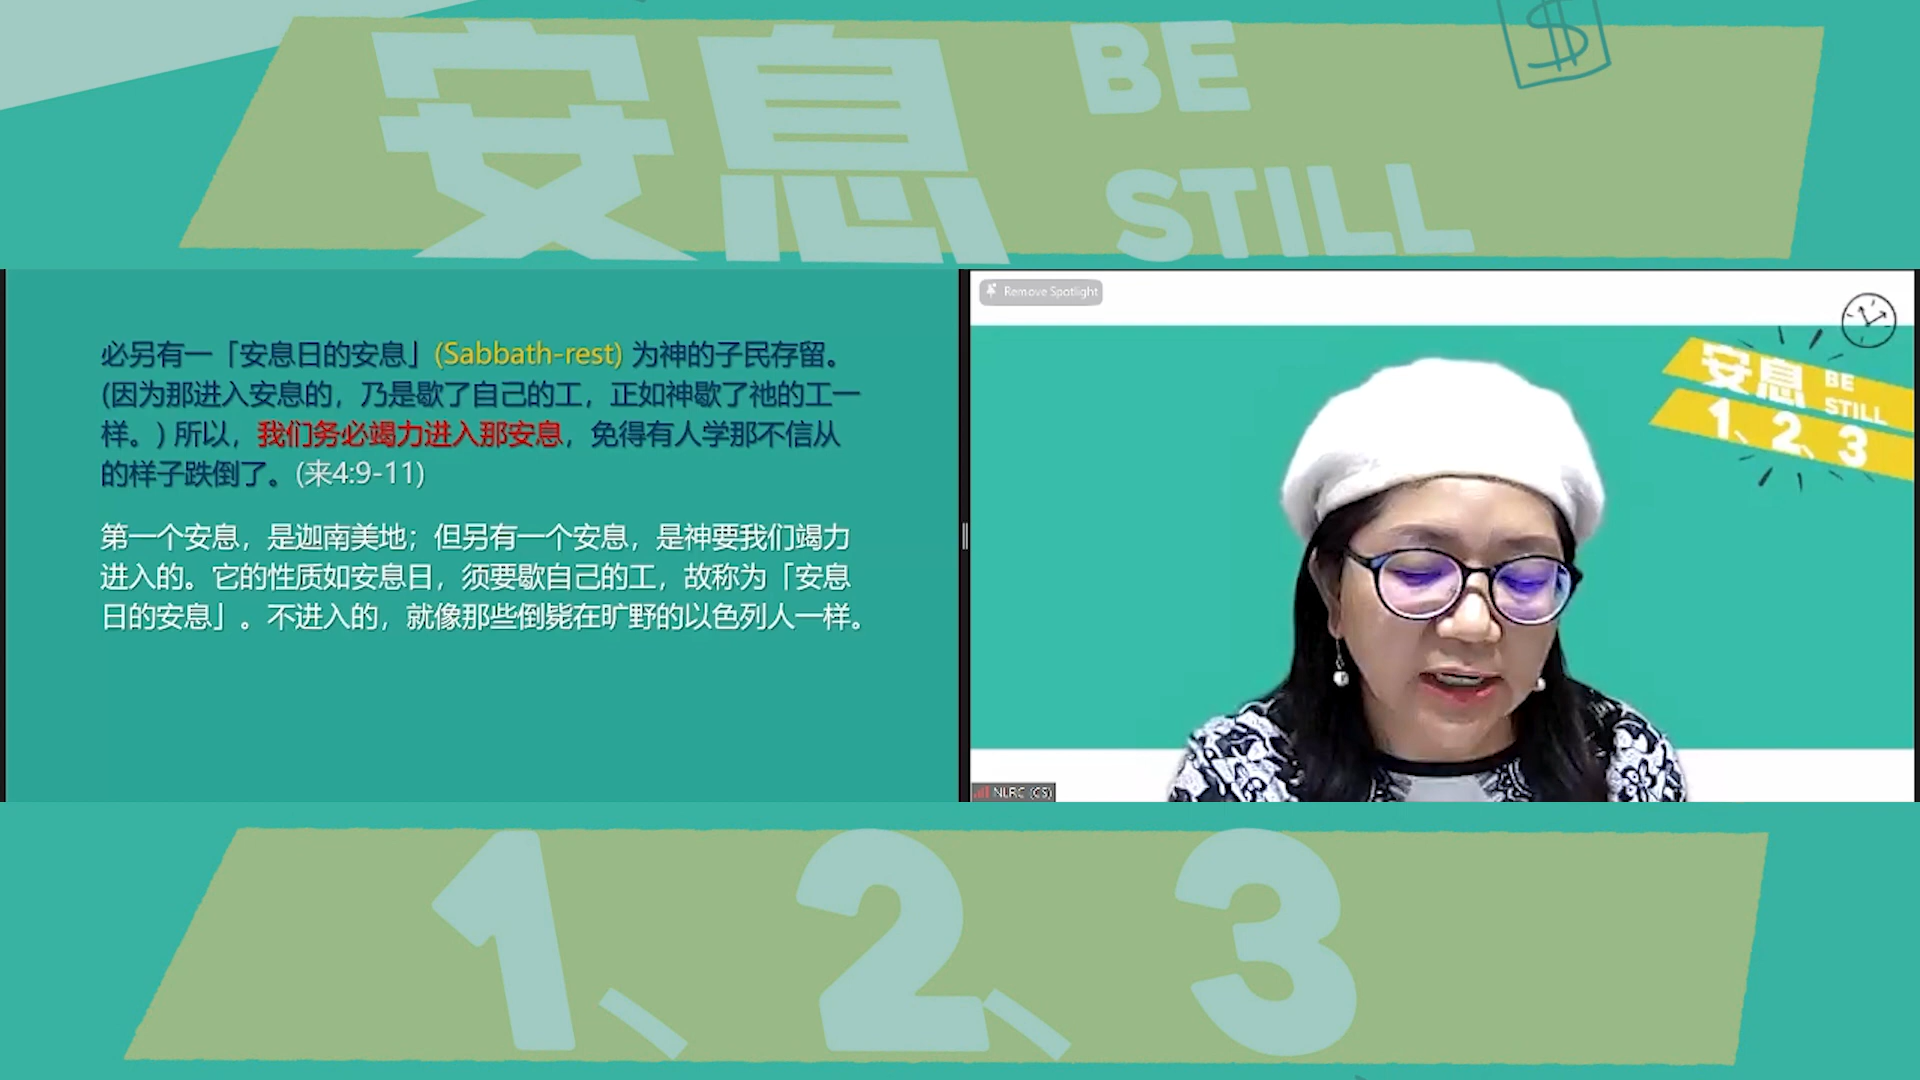 安息 BE
STILL
必另有一「安息日的安息」(Sabbath-rest) 为神的子民存留。
(因为那进入安息的，乃是歇了自己的工，正如神歇了祂的工一
样。) 所以，我们务必竭力进入那安息，免得有人学那不信从
的样子跌倒了。(来4:9-11)
第一个安息，是迦南美地；但另有一个安息，是神要我们竭力
进入的。它的性质如安息日，须要歇自己的工，故称为「安息
日的安息」。不进入的，就像那些倒毙在旷野的以色列人一样。
Remove Spotlight
安息 BE
STILL
1、2、3
NLRC (CS)
1、2、3